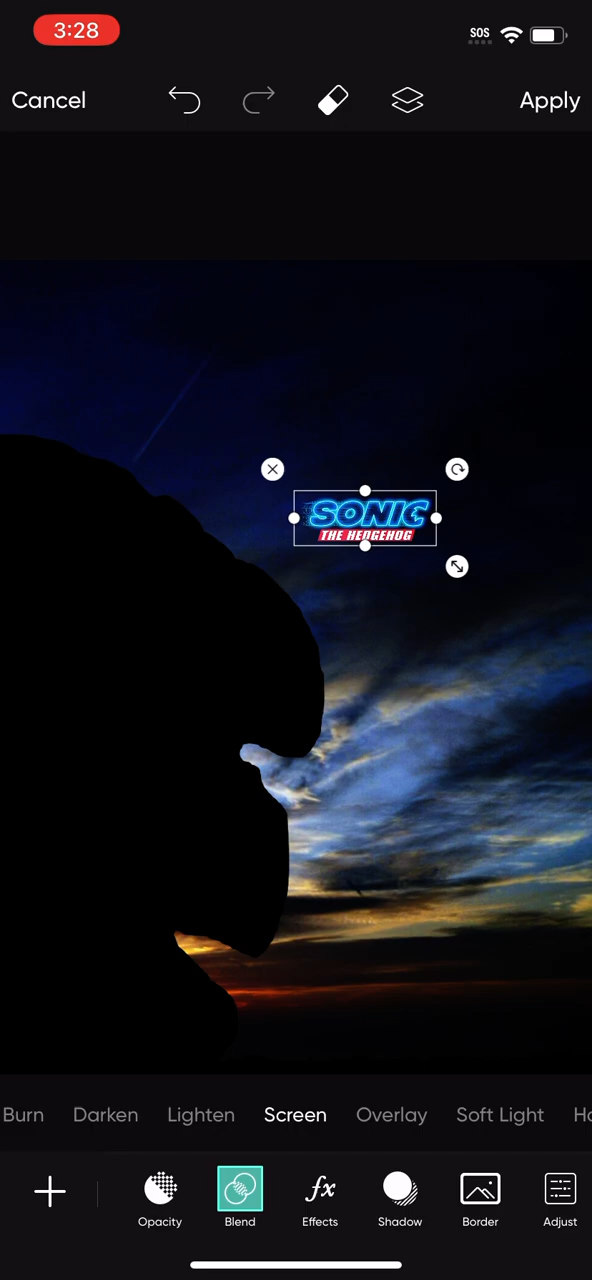 3:28
SOS
Cancel
Apply
SONIC
THE HEDGEHOG
Burn Darken Lighten Screen Overlay Soft Light Ha
fx
Opacity Blend Effects Shadow Border Adjust